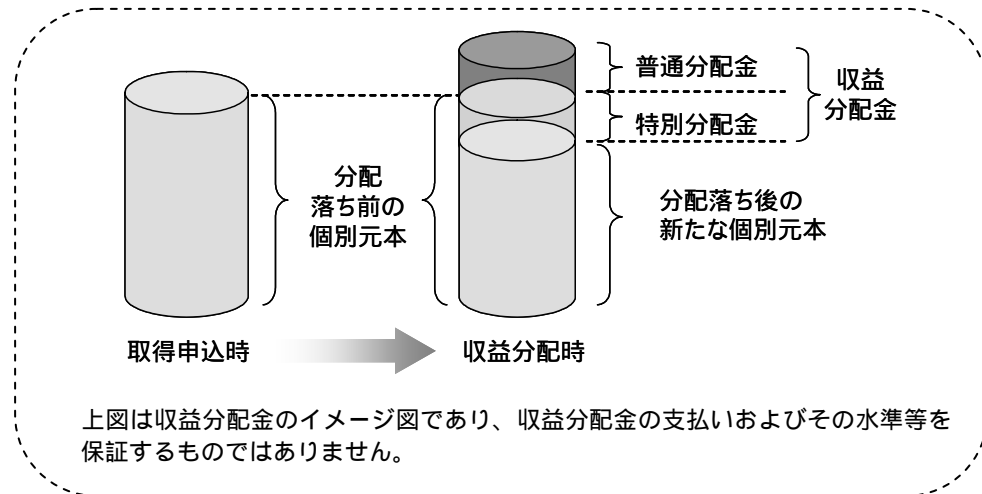 普通分配金
収益
分配金
特別分配金
分配
落ち前の
個別元本
分配落ち後の
新たな個別元本
取得申込時
収益分配時
上図は収益分配金のイメージ図であり、収益分配金の支払いおよびその水準等を
保証するものではありません。